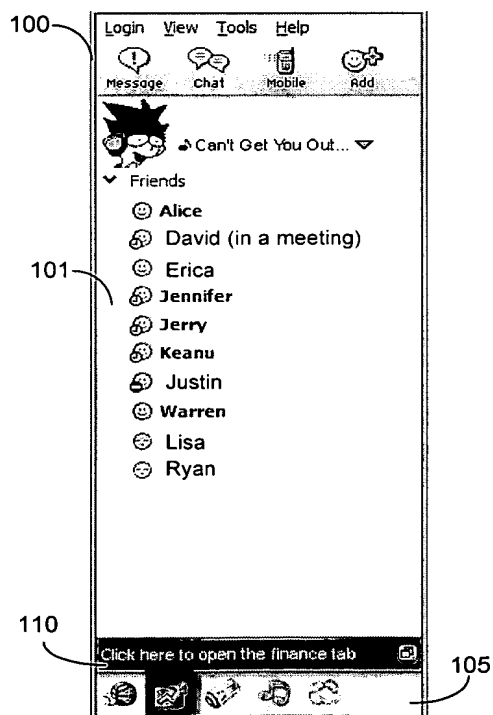 100
Login View Tools Help
Message Chat Mobile Add
Can't Get You Out...
Friends
Alice
David (in a meeting)
Erica
101
Jennifer
Jerry
Keanu
Justin
Warren
Lisa
Ryan
110
Click here to open the finance tab
105